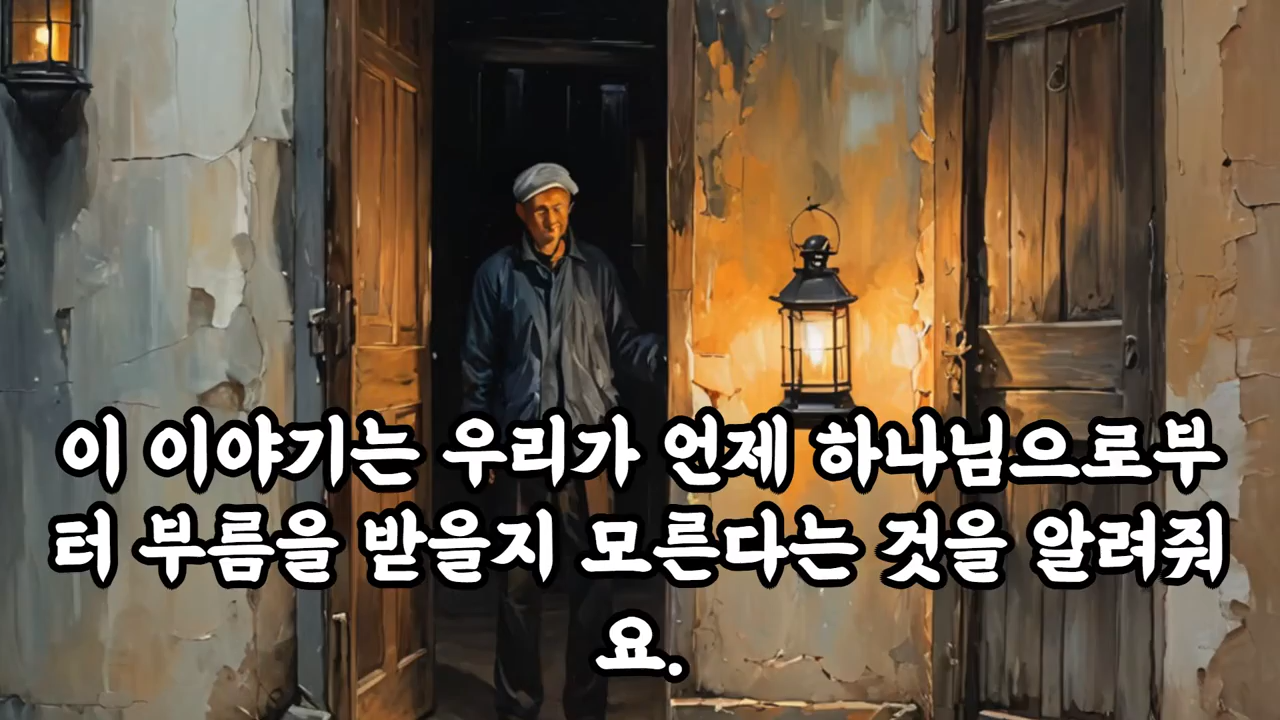 이 이야기는 우리가 언제 하나님으로부
터 부름을 받을지 모른다는 것을 알려줘
요.